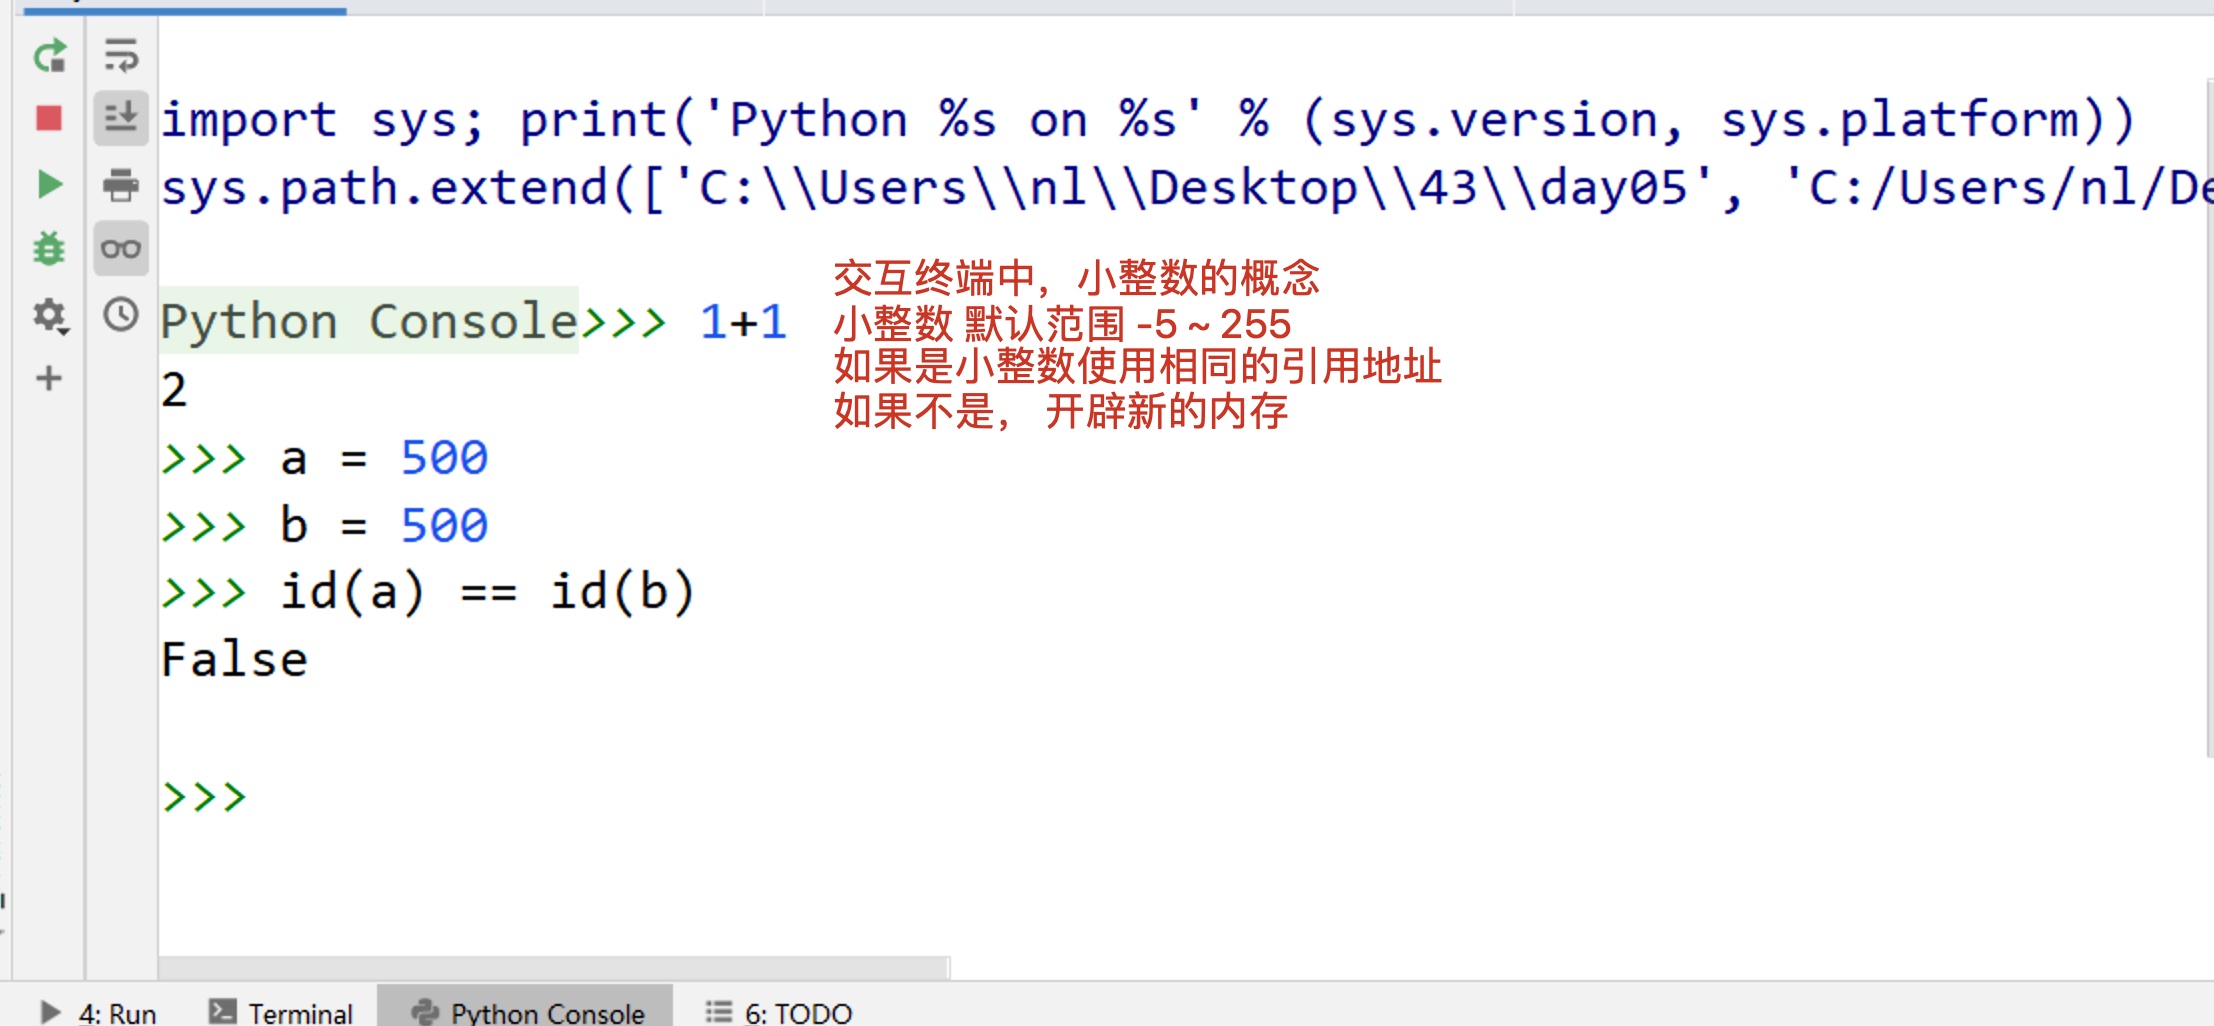 import sys; print('Python %s on %s' % (sys.version, sys.platform))
sys.path.extend(['C:\\Users\\nl\\Desktop\\43\\day05', 'C:/Users/nl/De
交互终端中，小整数的概念
Python Console>>> 1+1
小整数 默认范围 -5 ~ 255
如果是小整数使用相同的引用地址
2
如果不是， 开辟新的内存
>>> a = 500
>>> b = 500
>>> id(a) == id(b)
False
>>>
4: Run
Terminal
Python Console
6: TODO